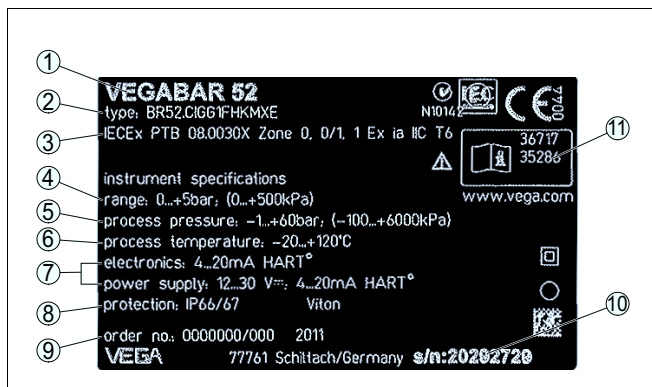 ① VEGABAR 52
② type: BR52.CIGG1FHKMXE
N10142
CE 0044
③ IECEx PTB 08.0030X Zone 0, 0/1, 1 Ex ia IIC T6
36717 ⑪
35286
www.vega.com
instrument specifications
④ range: 0...+5bar; (0...+500kPa)
⑤ process pressure: -1...+60bar; (-100...+6000kPa)
⑥ process temperature: -20...+120°C
⑦ electronics: 4...20mA HART®
power supply: 12...30 V⎓; 4...20mA HART®
⑧ protection: IP66/67 Viton
⑨ order no.: 0000000/000 2011
⑩
VEGA 77761 Schiltach/Germany s/n:20202720